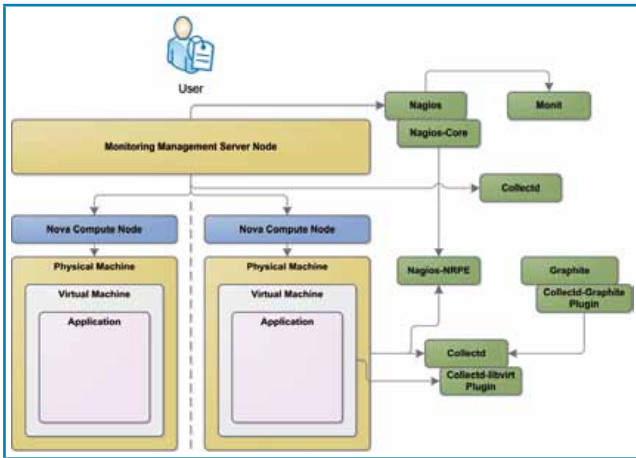 User
Nagios
Monit
Nagios-Core
Monitoring Management Server Node
Collectd
Nova Compute Node
Nova Compute Node
Physical Machine
Physical Machine
Nagios-NRPE
Graphite
Virtual Machine
Virtual Machine
Collectd-Graphite
Plugin
Application
Application
Collectd
Collectd-libvirt
Plugin